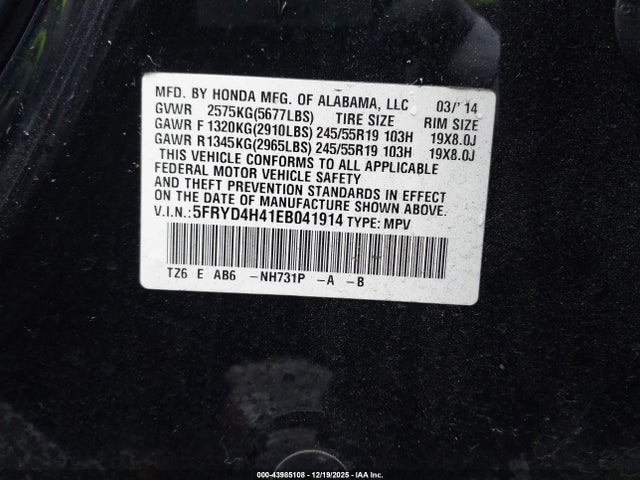 MFD. BY HONDA MFG. OF ALABAMA, LLC 03/'14
GVWR 2575KG(5677LBS) TIRE SIZE RIM SIZE
GAWR F 1320KG(2910LBS) 245/55R19 103H 19X8.0J
GAWR R1345KG(2965LBS) 245/55R19 103H 19X8.0J
THIS VEHICLE CONFORMS TO ALL APPLICABLE
FEDERAL MOTOR VEHICLE SAFETY
AND THEFT PREVENTION STANDARDS IN EFFECT
ON THE DATE OF MANUFACTURE SHOWN ABOVE.
V.I.N.: 5FRYD4H41EB041914 TYPE: MPV
TZ6 E AB6 -NH731P -A -B
000-43985108 - 12/19/2025 - IAA Inc.